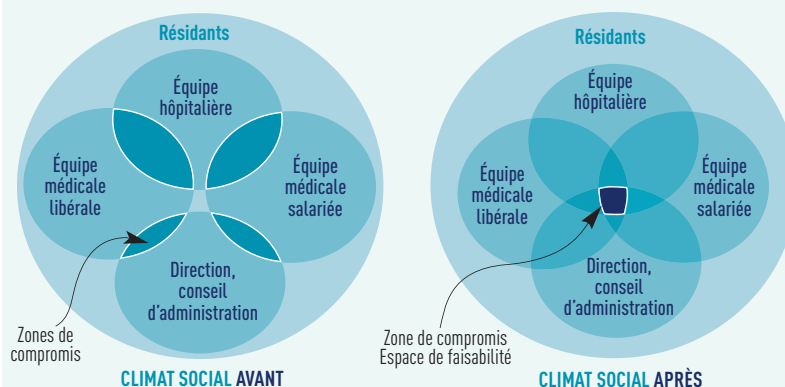 Résidants
Équipe
hôpitalière
Équipe
médicale
libérale
Équipe
médicale
salariée
Direction,
conseil
d'administration
Zones de
compromis
CLIMAT SOCIAL AVANT
Résidants
Équipe
hôpitalière
Équipe
médicale
libérale
Équipe
médicale
salariée
Direction,
conseil
d'administration
Zone de compromis
Espace de faisabilité
CLIMAT SOCIAL APRÈS